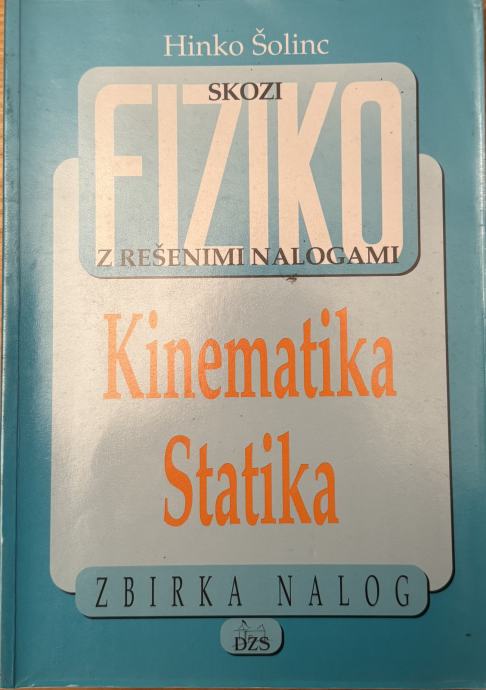 Hinko Šolinc
SKOZI
FIZIKO
Z REŠENIMI NALOGAMI
Kinematika
Statika
ZBIRKA NALOG
DZS